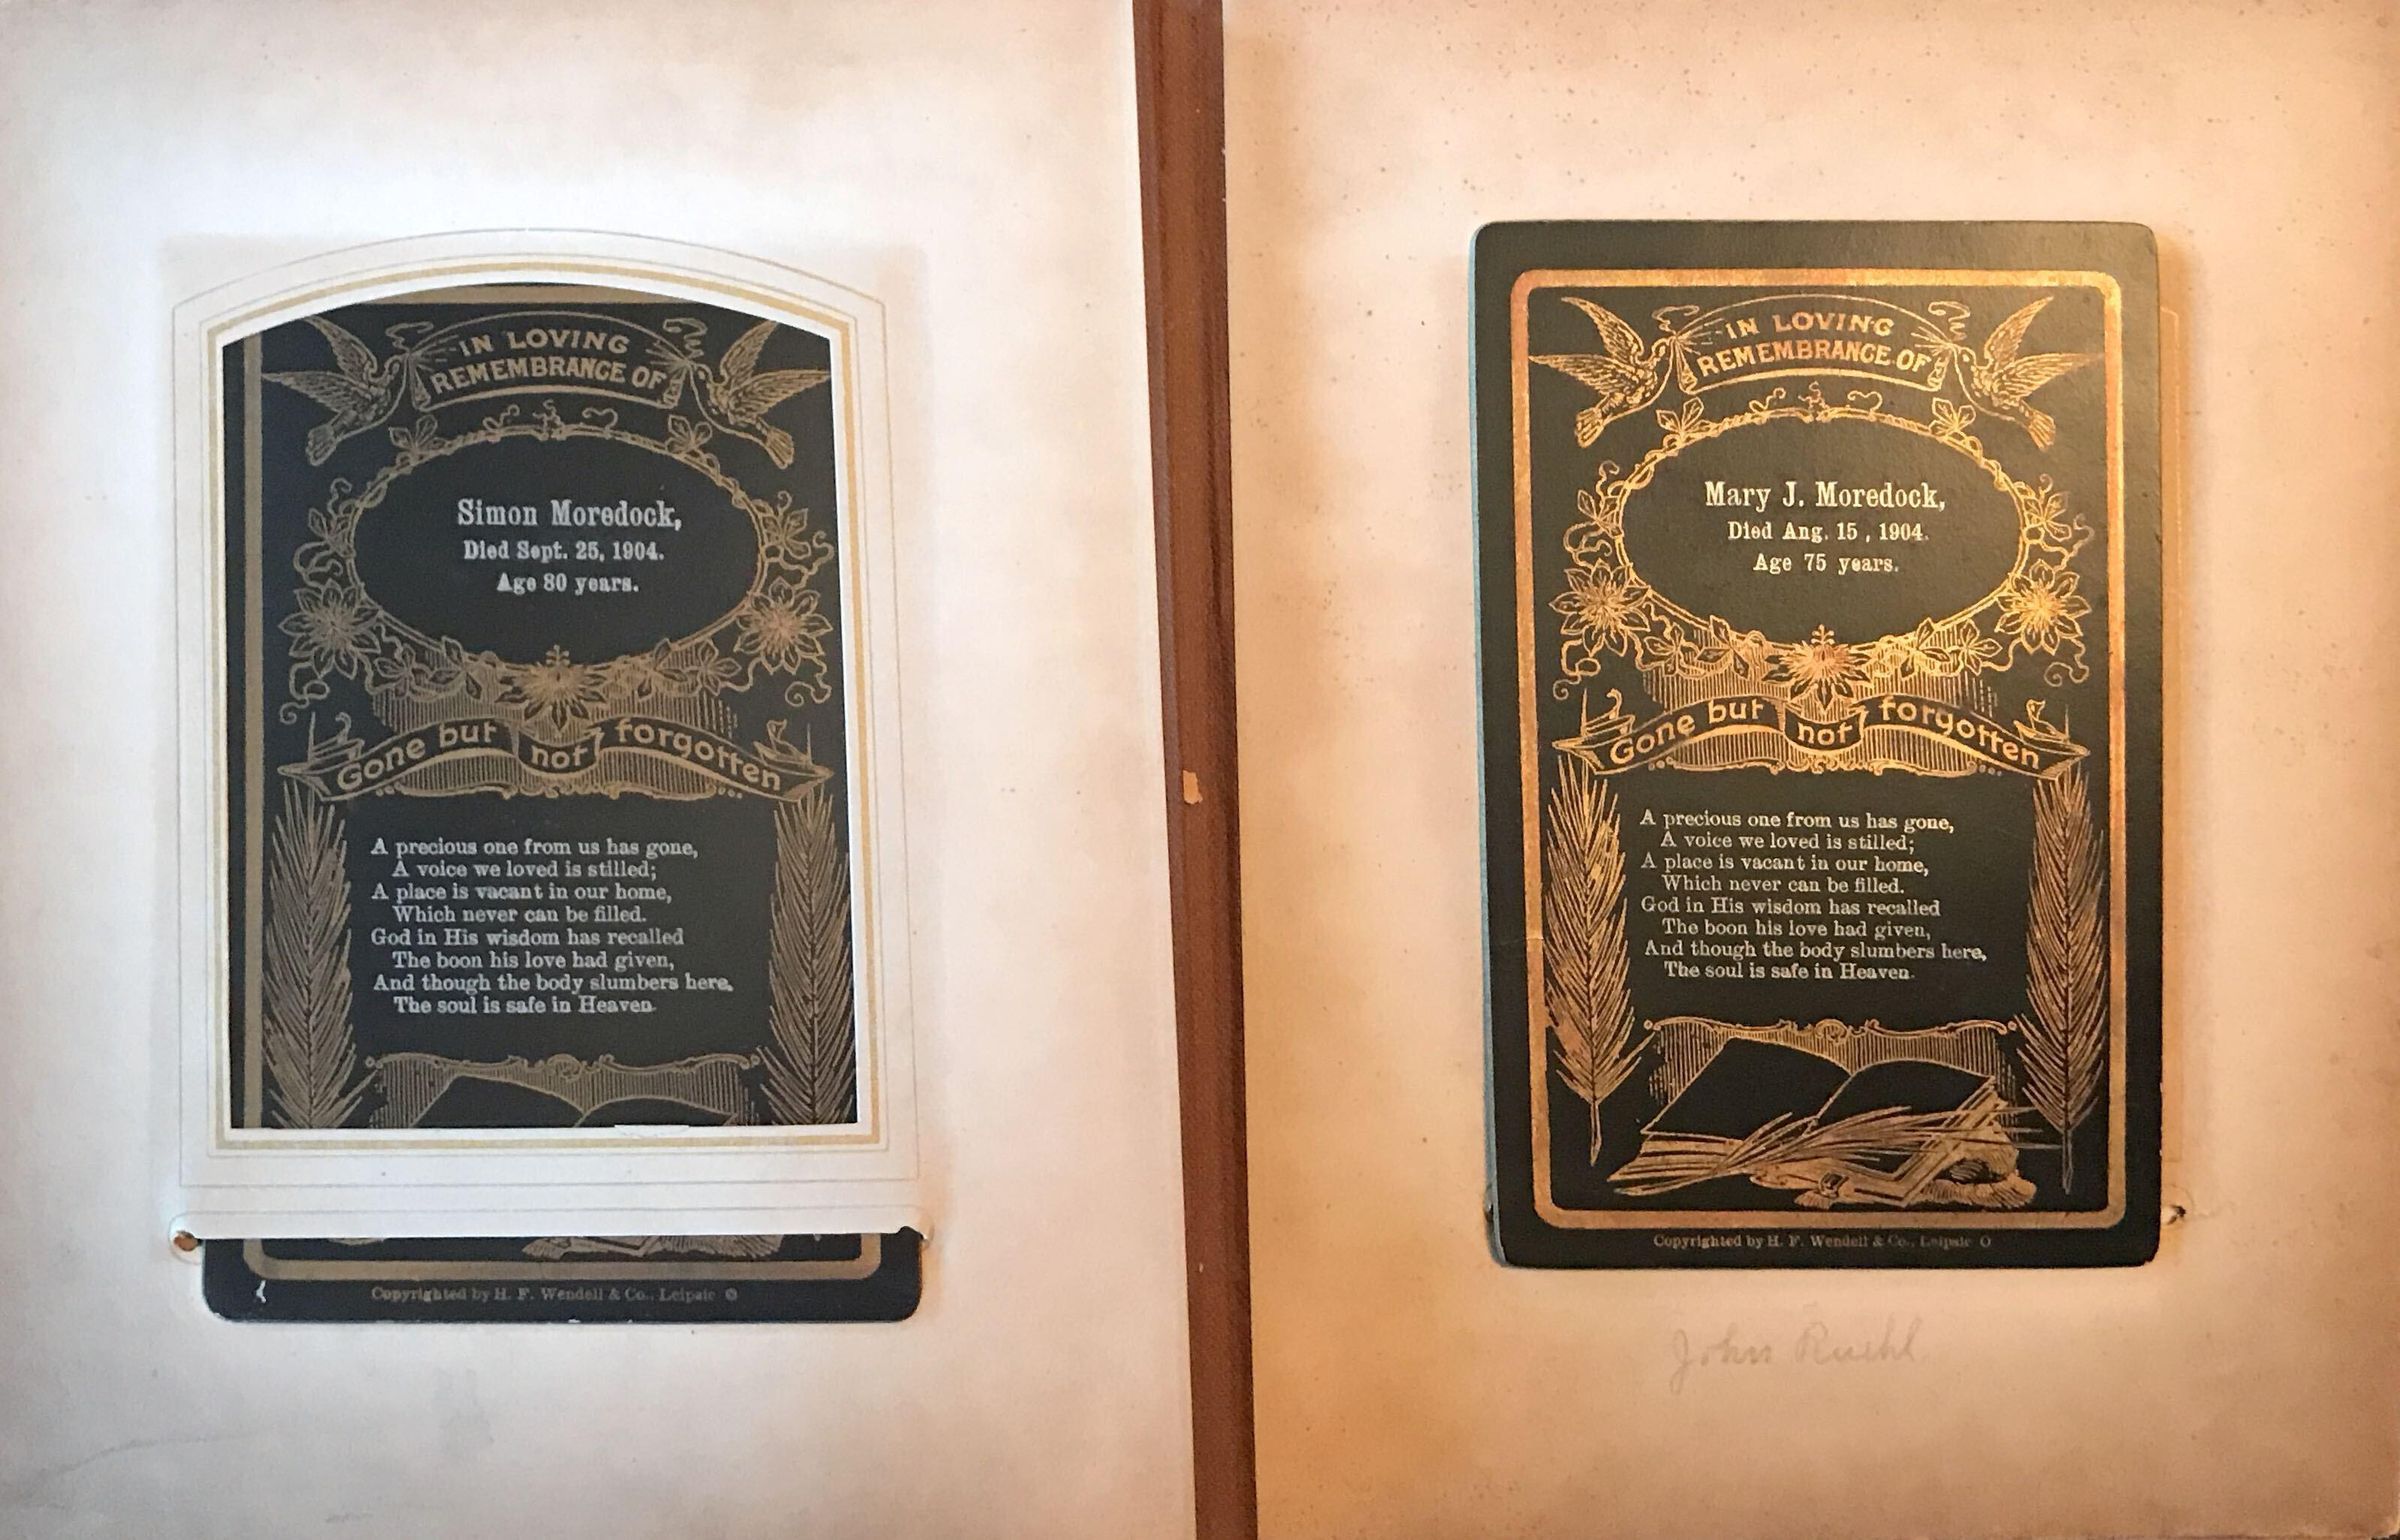 IN LOVING
REMEMBRANCE OF
Simon Moredock,
Died Sept. 25, 1904.
Age 80 years.
Gone but not forgotten
A precious one from us has gone,
A voice we loved is stilled;
A place is vacant in our home,
Which never can be filled.
God in His wisdom has recalled
The boon his love had given,
And though the body slumbers here,
The soul is safe in Heaven.
Copyrighted by H. F. Wendell & Co., Leipsic O
IN LOVING
REMEMBRANCE OF
Mary J. Moredock,
Died Ang. 15, 1904.
Age 75 years.
Gone but not forgotten
A precious one from us has gone,
A voice we loved is stilled;
A place is vacant in our home,
Which never can be filled.
God in His wisdom has recalled
The boon his love had given,
And though the body slumbers here,
The soul is safe in Heaven.
Copyrighted by H. F. Wendell & Co., Leipsic O
John Ruehl